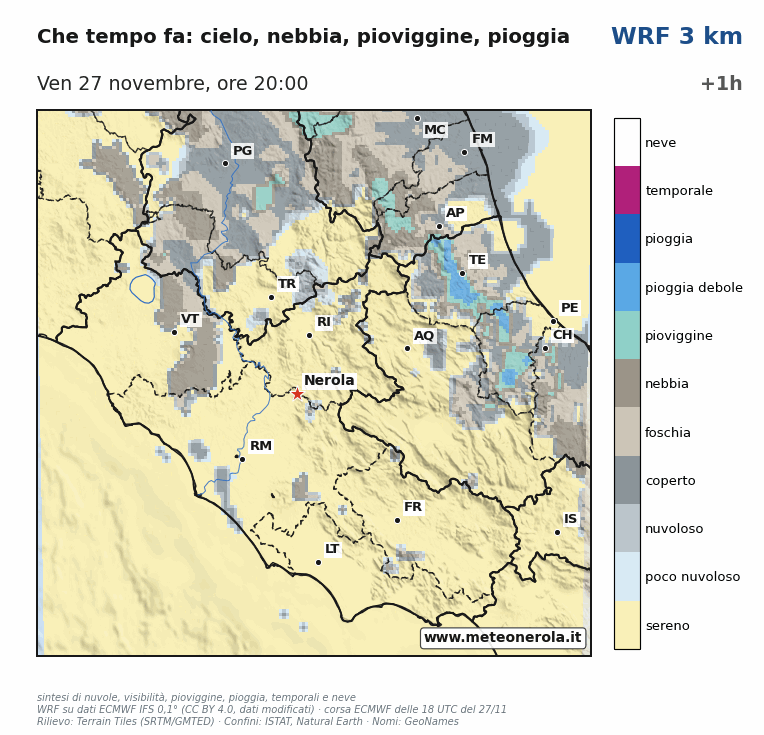 Che tempo fa: cielo, nebbia, pioviggine, pioggia
WRF 3 km
Ven 27 novembre, ore 20:00
+1h
MC
FM
PG
AP
TE
TR
PE
VT
RI
AQ
CH
Nerola
RM
FR
IS
LT
www.meteonerola.it
neve
temporale
pioggia
pioggia debole
pioviggine
nebbia
foschia
coperto
nuvoloso
poco nuvoloso
sereno
sintesi di nuvole, visibilità, pioviggine, pioggia, temporali e neve
WRF su dati ECMWF IFS 0,1° (CC BY 4.0, dati modificati) · corsa ECMWF delle 18 UTC del 27/11
Rilievo: Terrain Tiles (SRTM/GMTED) · Confini: ISTAT, Natural Earth · Nomi: GeoNames